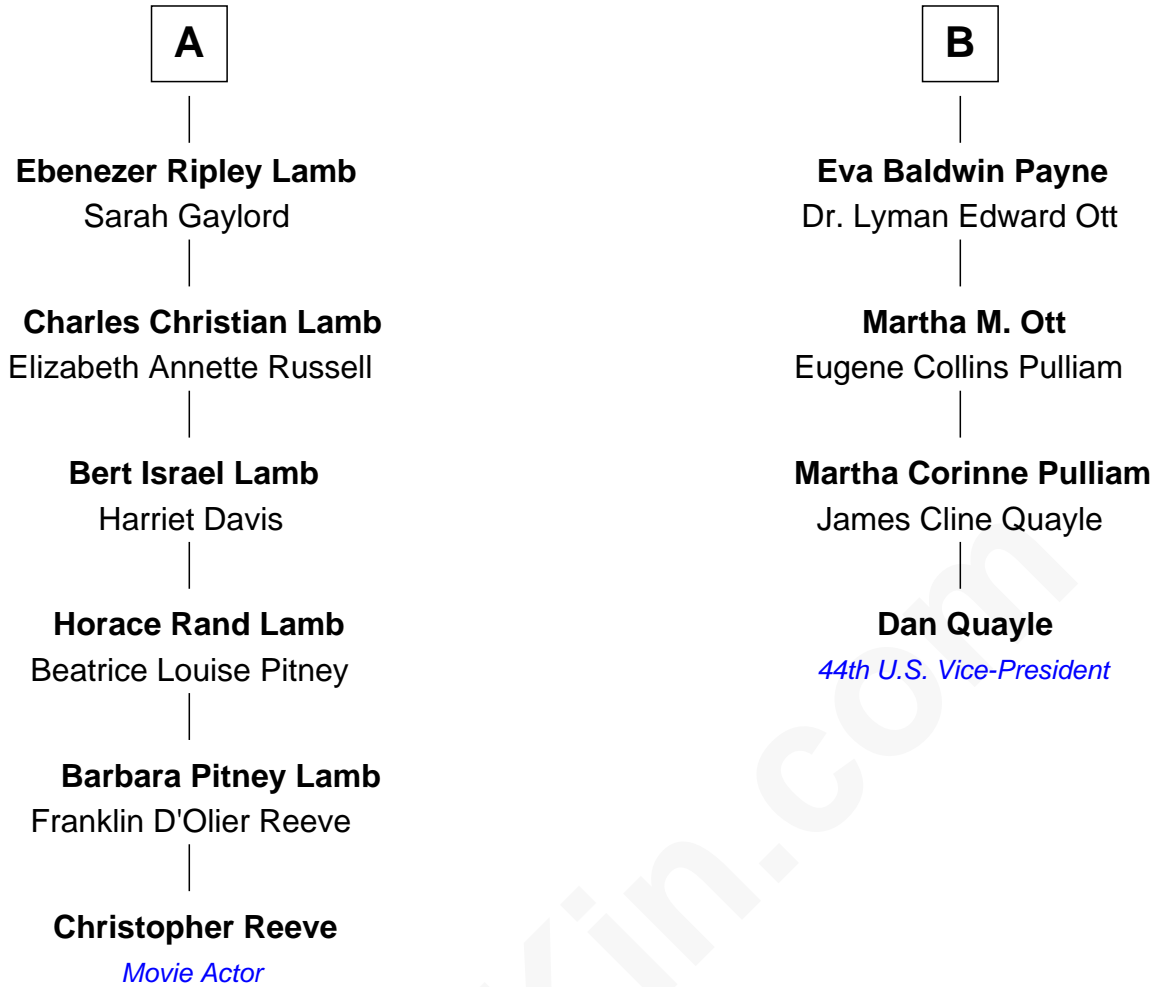 A
Ebenezer Ripley Lamb
Sarah Gaylord
Charles Christian Lamb
Elizabeth Annette Russell
Bert Israel Lamb
Harriet Davis
Horace Rand Lamb
Beatrice Louise Pitney
Barbara Pitney Lamb
Franklin D'Olier Reeve
Christopher Reeve
Movie Actor
B
Eva Baldwin Payne
Dr. Lyman Edward Ott
Martha M. Ott
Eugene Collins Pulliam
Martha Corinne Pulliam
James Cline Quayle
Dan Quayle
44th U.S. Vice-President
Kin.com